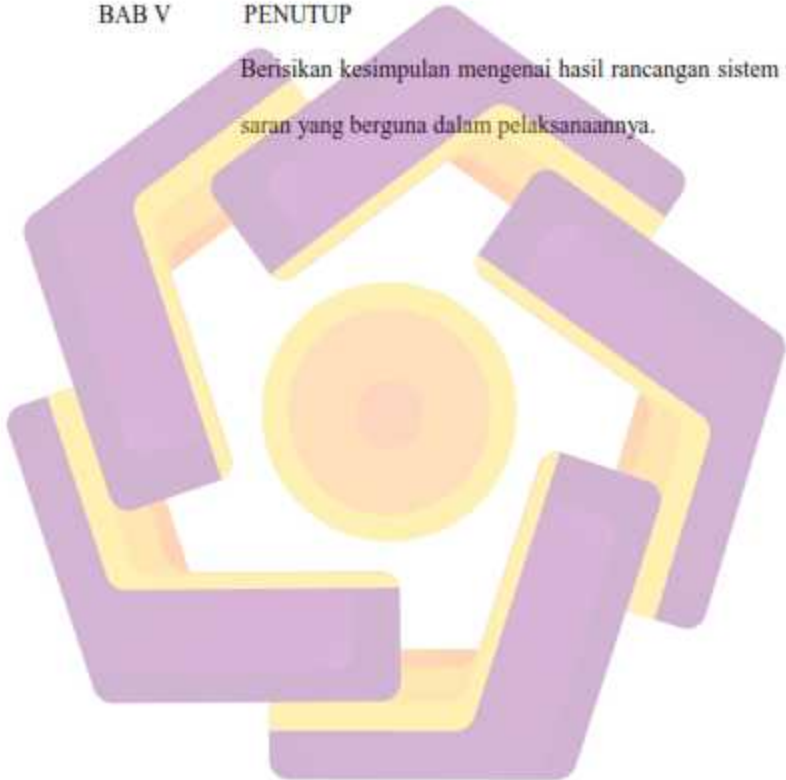 BAB V PENUTUP
Berisikan kesimpulan mengenai hasil rancangan sistem
saran yang berguna dalam pelaksanaannya.